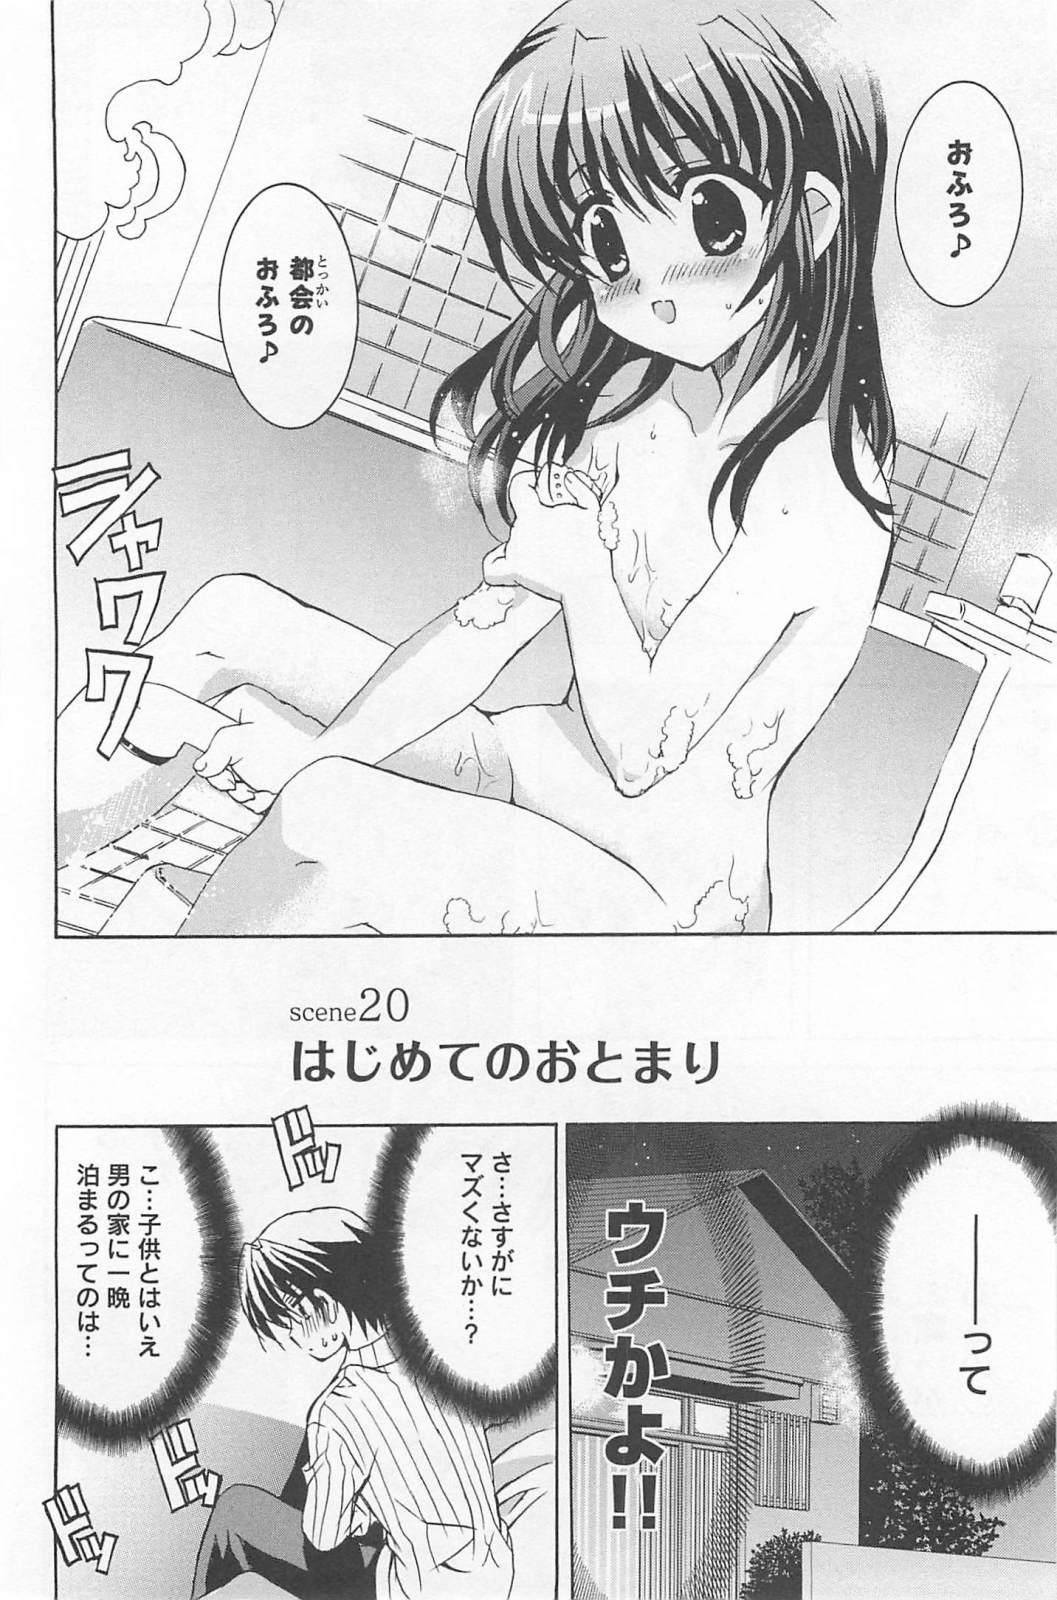 おふろ♪
都会の
とっかい
おふろ♪
シャワワワ
scene20
はじめてのおとまり
――って
ウチかよ!!
さ…さすがに
マズくないか…?
こ…子供とはいえ
男の家に一晩
泊まるってのは…
ドッ
ドッ
ドッ